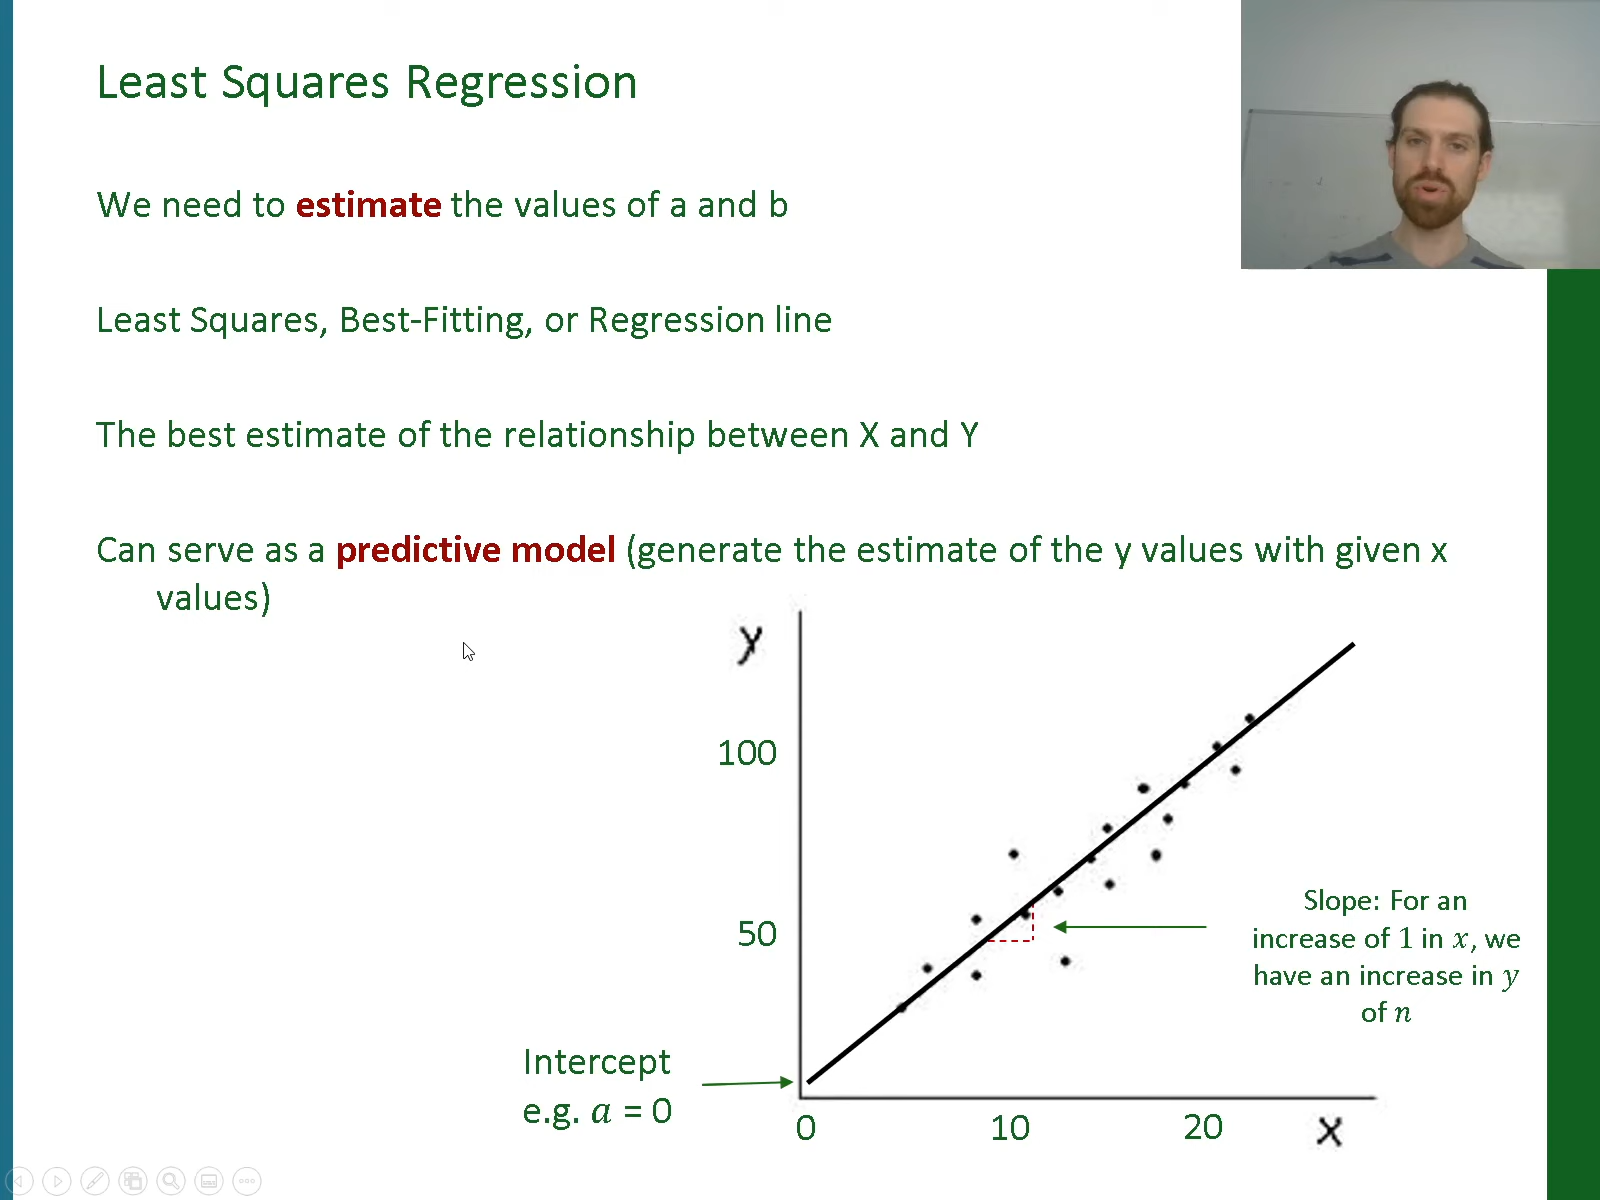 Least Squares Regression
We need to estimate the values of a and b
Least Squares, Best-Fitting, or Regression line
The best estimate of the relationship between X and Y
Can serve as a predictive model (generate the estimate of the y values with given x
values)
y
100
50
Slope: For an
increase of 1 in x, we
have an increase in y
of n
Intercept
e.g. a = 0
0 10 20 x